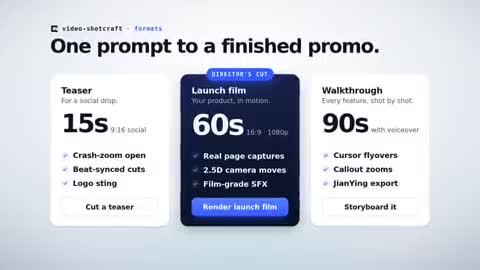 video-shotcraft · formats
One prompt to a finished promo.
Teaser
For a social drop.
15s 9:16 social
Crash-zoom open
Beat-synced cuts
Logo sting
Cut a teaser
DIRECTOR'S CUT
Launch film
Your product, in motion.
60s 16:9 · 1080p
Real page captures
2.5D camera moves
Film-grade SFX
Render launch film
Walkthrough
Every feature, shot by shot.
90s with voiceover
Cursor flyovers
Callout zooms
JianYing export
Storyboard it